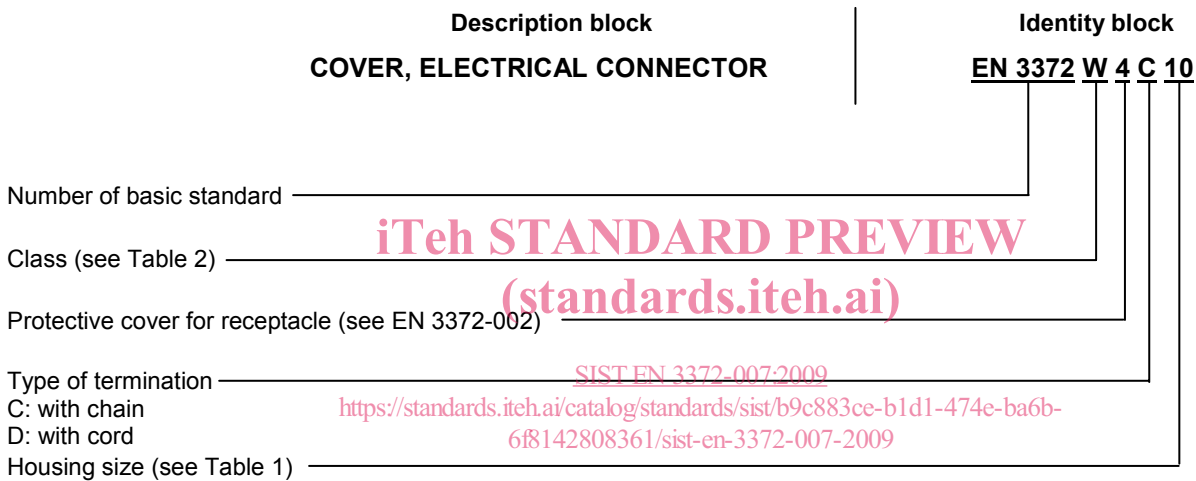 Description block
Identity block
COVER, ELECTRICAL CONNECTOR
EN 3372 W 4 C 10
Number of basic standard
iTeh STANDARD PREVIEW
Class (see Table 2)
(standards.iteh.ai)
Protective cover for receptacle (see EN 3372-002)
Type of termination
SIST EN 3372-007:2009
C: with chain
https://standards.iteh.ai/catalog/standards/sist/b9c883ce-b1d1-474e-ba6b-
D: with cord
6f8142808361/sist-en-3372-007-2009
Housing size (see Table 1)